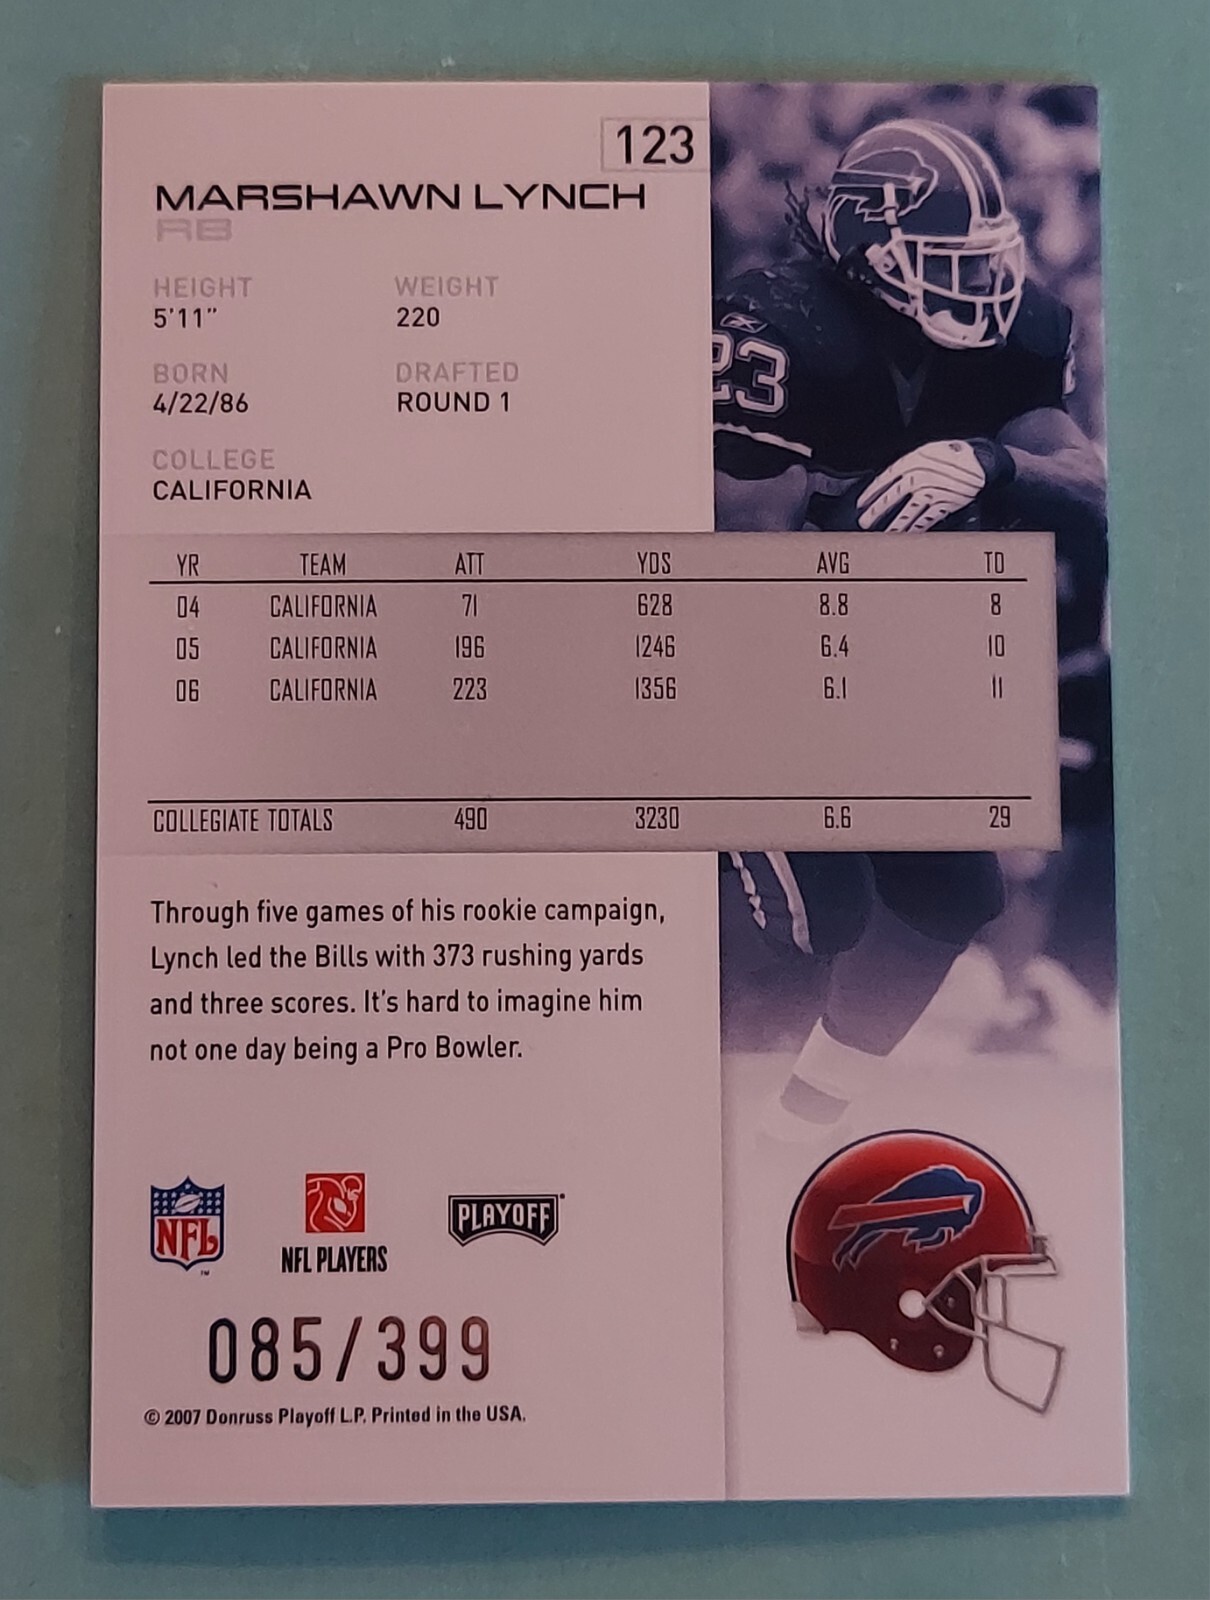 123
MARSHAWN LYNCH
RB
HEIGHT WEIGHT
5'11" 220
BORN DRAFTED
4/22/86 ROUND 1
COLLEGE
CALIFORNIA
23
YR TEAM ATT YDS AVG TD
04 CALIFORNIA 71 628 8.8 8
05 CALIFORNIA 196 1246 6.4 10
06 CALIFORNIA 223 1356 6.1 11
COLLEGIATE TOTALS 490 3230 6.6 29
Through five games of his rookie campaign,
Lynch led the Bills with 373 rushing yards
and three scores. It's hard to imagine him
not one day being a Pro Bowler.
NFL ™
NFL PLAYERS
PLAYOFF
085/399
© 2007 Donruss Playoff L.P. Printed in the USA.